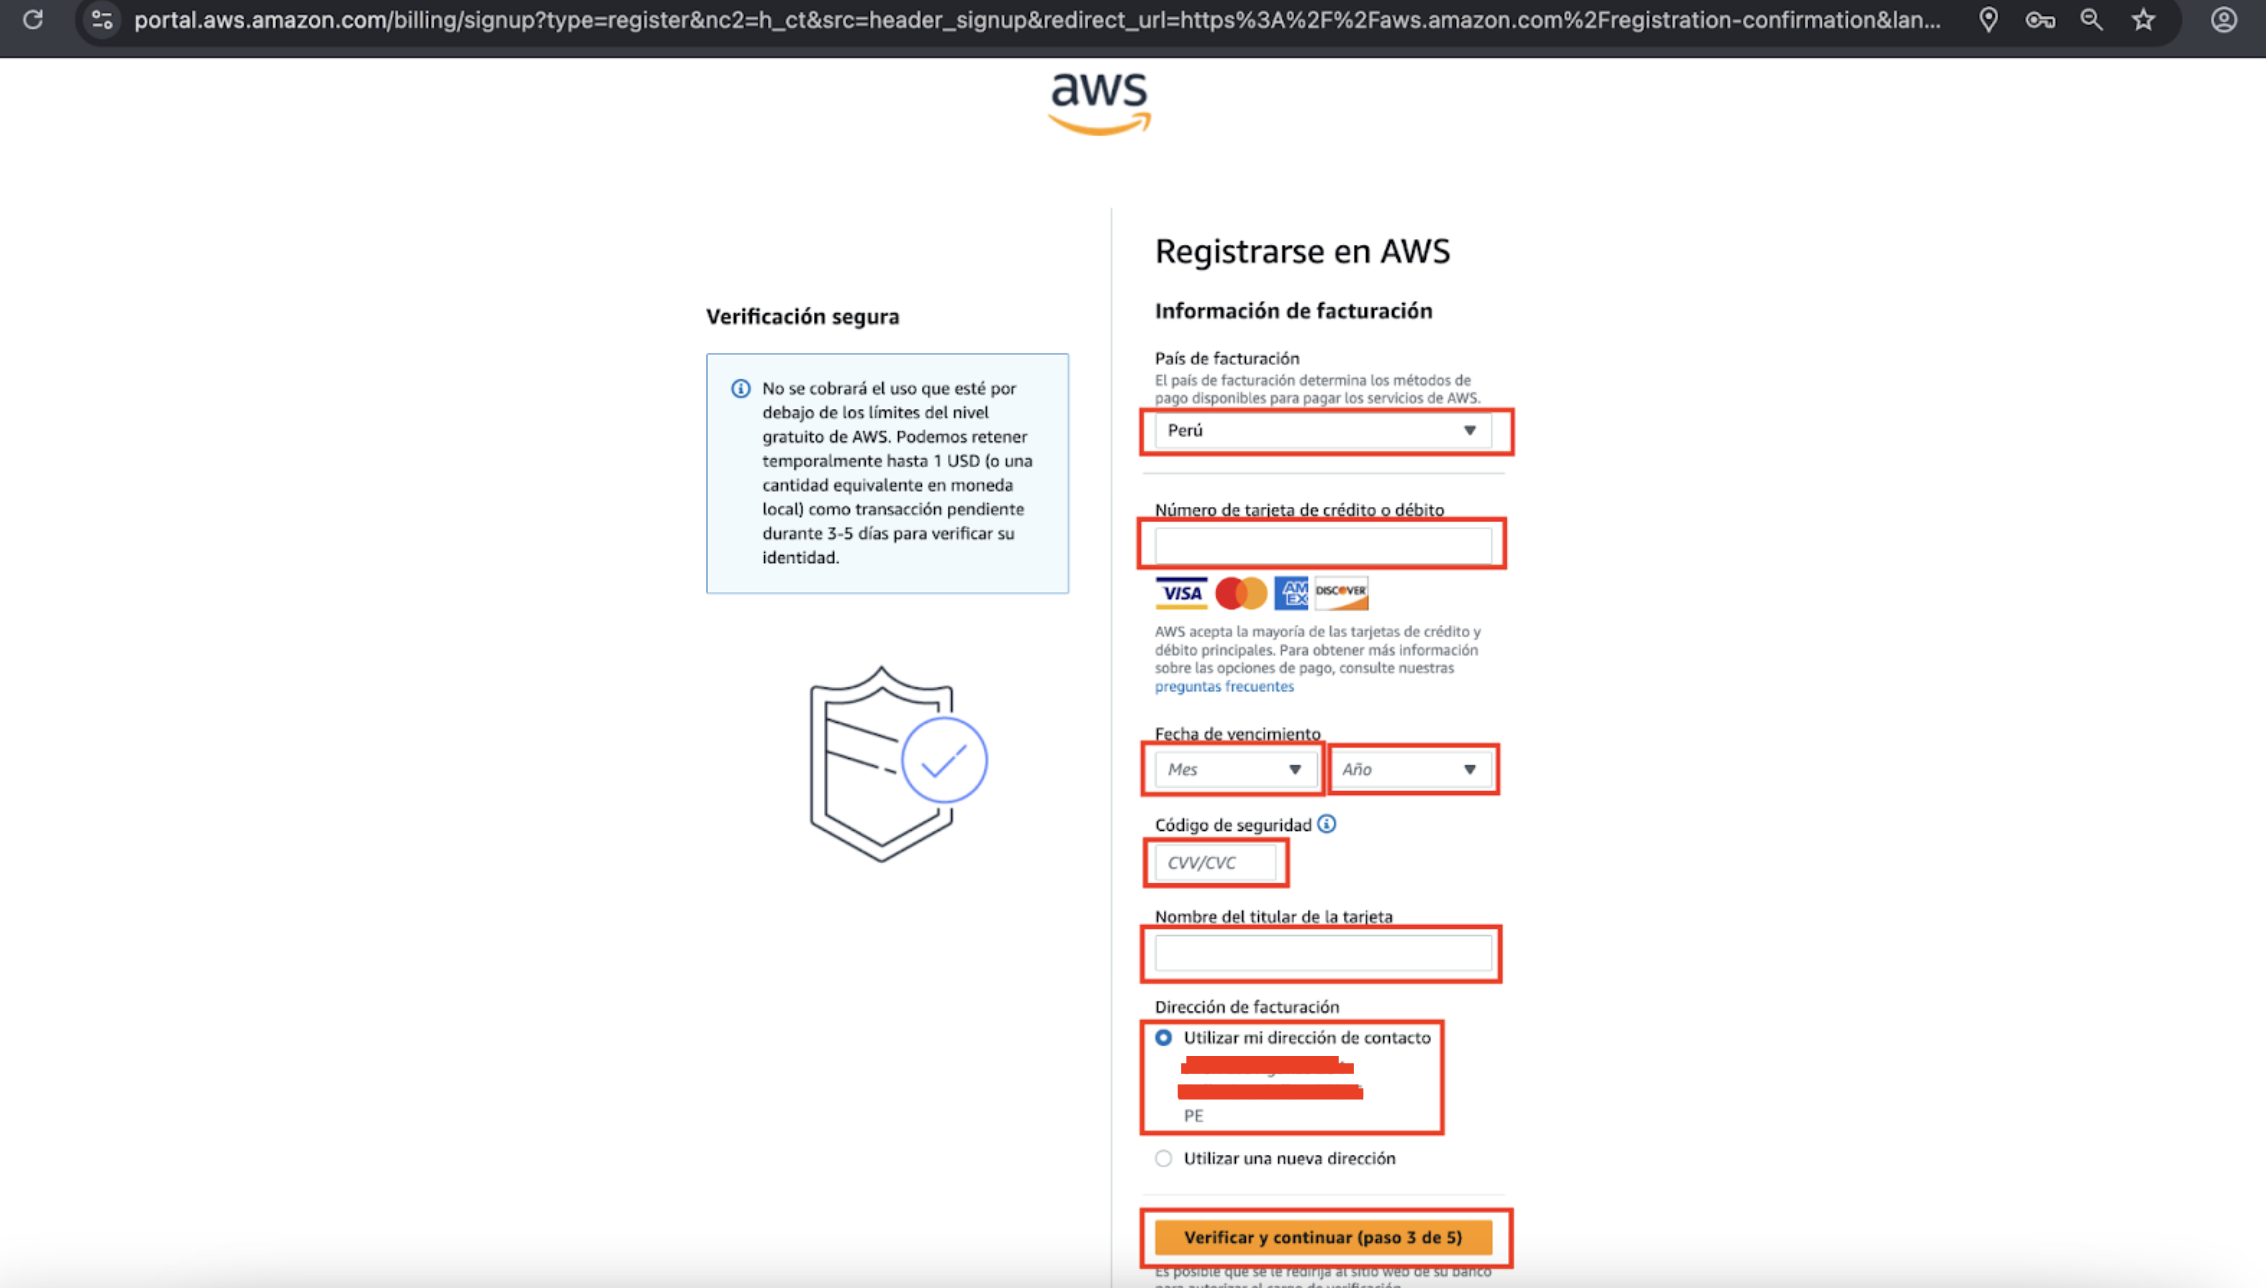 portal.aws.amazon.com/billing/signup?type=register&nc2=h_ct&src=header_signup&redirect_url=https%3A%2F%2Faws.amazon.com%2Fregistration-confirmation&lan...
aws
Verificación segura
No se cobrará el uso que esté por
debajo de los límites del nivel
gratuito de AWS. Podemos retener
temporalmente hasta 1 USD (o una
cantidad equivalente en moneda
local) como transacción pendiente
durante 3-5 días para verificar su
identidad.
Registrarse en AWS
Información de facturación
País de facturación
El país de facturación determina los métodos de
pago disponibles para pagar los servicios de AWS.
Perú
Número de tarjeta de crédito o débito
VISA AM EX DISCOVER
AWS acepta la mayoría de las tarjetas de crédito y
débito principales. Para obtener más información
sobre las opciones de pago, consulte nuestras
preguntas frecuentes
Fecha de vencimiento
Mes Año
Código de seguridad
CVV/CVC
Nombre del titular de la tarjeta
Dirección de facturación
Utilizar mi dirección de contacto
PE
Utilizar una nueva dirección
Verificar y continuar (paso 3 de 5)
Es posible que se le redirija al sitio web de su banco
para autorizar el cargo de verificación.